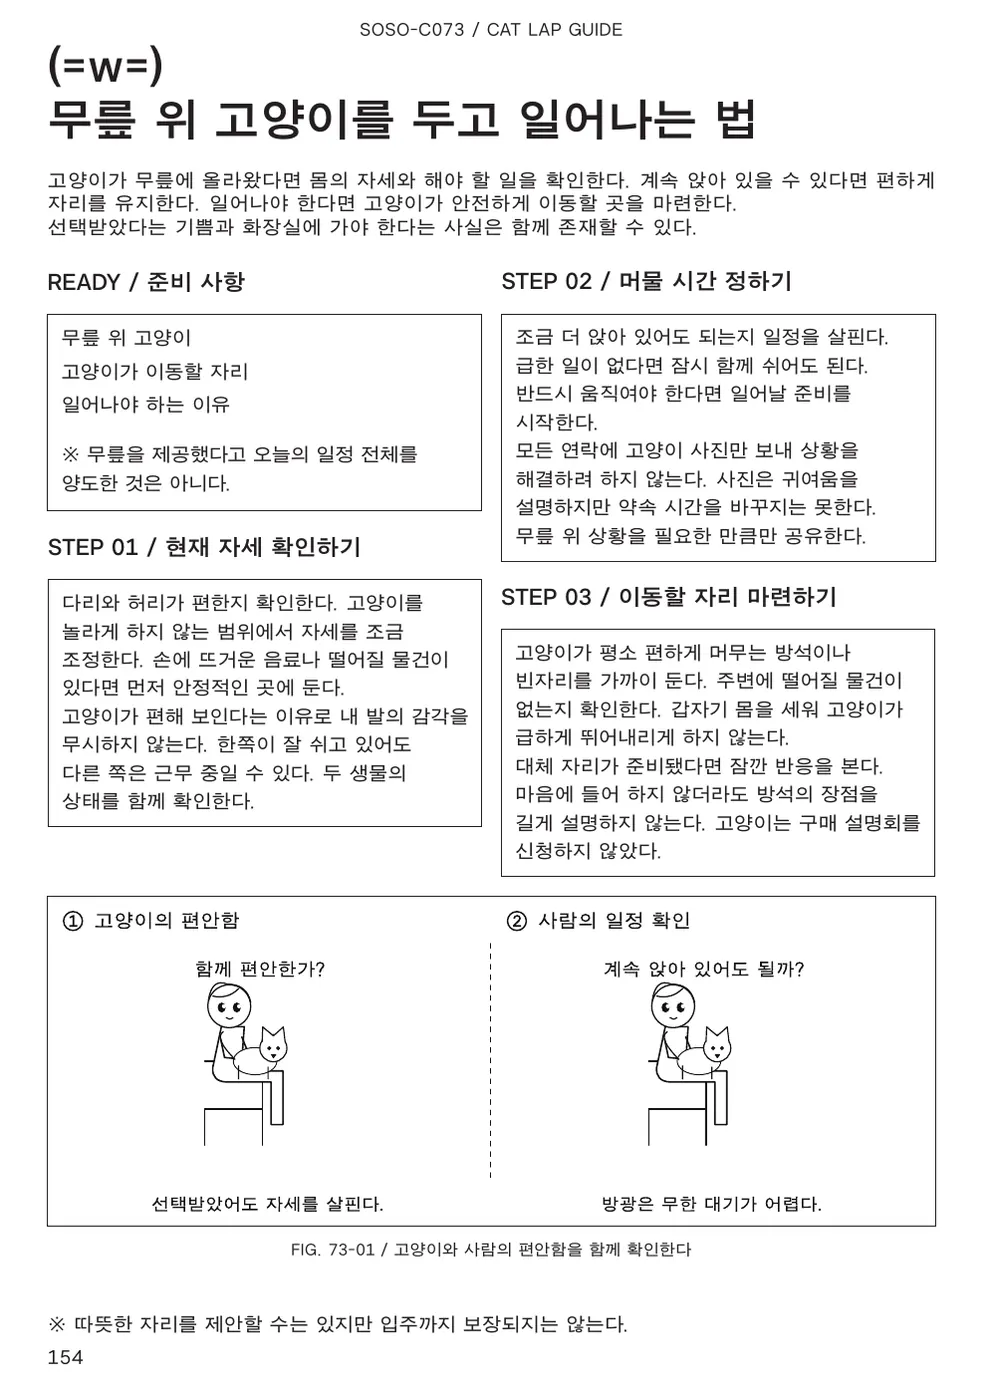 SOSO-C073 / CAT LAP GUIDE
(=w=)
무릎 위 고양이를 두고 일어나는 법
고양이가 무릎에 올라왔다면 몸의 자세와 해야 할 일을 확인한다. 계속 앉아 있을 수 있다면 편하게
자리를 유지한다. 일어나야 한다면 고양이가 안전하게 이동할 곳을 마련한다.
선택받았다는 기쁨과 화장실에 가야 한다는 사실은 함께 존재할 수 있다.
READY / 준비 사항
무릎 위 고양이
고양이가 이동할 자리
일어나야 하는 이유
※ 무릎을 제공했다고 오늘의 일정 전체를
양도한 것은 아니다.
STEP 01 / 현재 자세 확인하기
다리와 허리가 편한지 확인한다. 고양이를
놀라게 하지 않는 범위에서 자세를 조금
조정한다. 손에 뜨거운 음료나 떨어질 물건이
있다면 먼저 안정적인 곳에 둔다.
고양이가 편해 보인다는 이유로 내 발의 감각을
무시하지 않는다. 한쪽이 잘 쉬고 있어도
다른 쪽은 근무 중일 수 있다. 두 생물의
상태를 함께 확인한다.
STEP 02 / 머물 시간 정하기
조금 더 앉아 있어도 되는지 일정을 살핀다.
급한 일이 없다면 잠시 함께 쉬어도 된다.
반드시 움직여야 한다면 일어날 준비를
시작한다.
모든 연락에 고양이 사진만 보내 상황을
해결하려 하지 않는다. 사진은 귀여움을
설명하지만 약속 시간을 바꾸지는 못한다.
무릎 위 상황을 필요한 만큼만 공유한다.
STEP 03 / 이동할 자리 마련하기
고양이가 평소 편하게 머무는 방석이나
빈자리를 가까이 둔다. 주변에 떨어질 물건이
없는지 확인한다. 갑자기 몸을 세워 고양이가
급하게 뛰어내리게 하지 않는다.
대체 자리가 준비됐다면 잠깐 반응을 본다.
마음에 들어 하지 않더라도 방석의 장점을
길게 설명하지 않는다. 고양이는 구매 설명회를
신청하지 않았다.
① 고양이의 편안함
함께 편안한가?
선택받았어도 자세를 살핀다.
② 사람의 일정 확인
계속 앉아 있어도 될까?
방광은 무한 대기가 어렵다.
FIG. 73-01 / 고양이와 사람의 편안함을 함께 확인한다
※ 따뜻한 자리를 제안할 수는 있지만 입주까지 보장되지는 않는다.
154